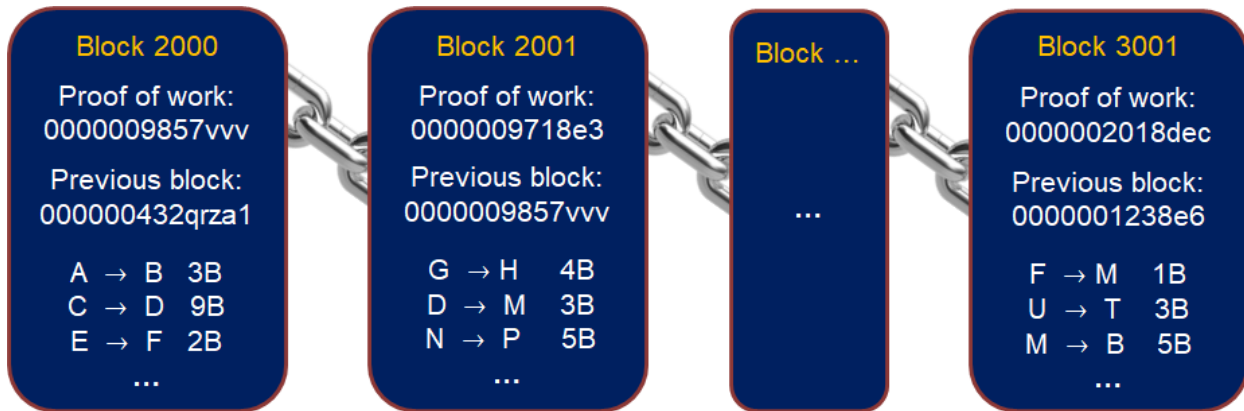 Block 2000
Proof of work:
0000009857vvv
Previous block:
000000432qrza1
A → B 3B
C → D 9B
E → F 2B
...
Block 2001
Proof of work:
0000009718e3
Previous block:
0000009857vvv
G → H 4B
D → M 3B
N → P 5B
...
Block ...
...
Block 3001
Proof of work:
0000002018dec
Previous block:
0000001238e6
F → M 1B
U → T 3B
M → B 5B
...